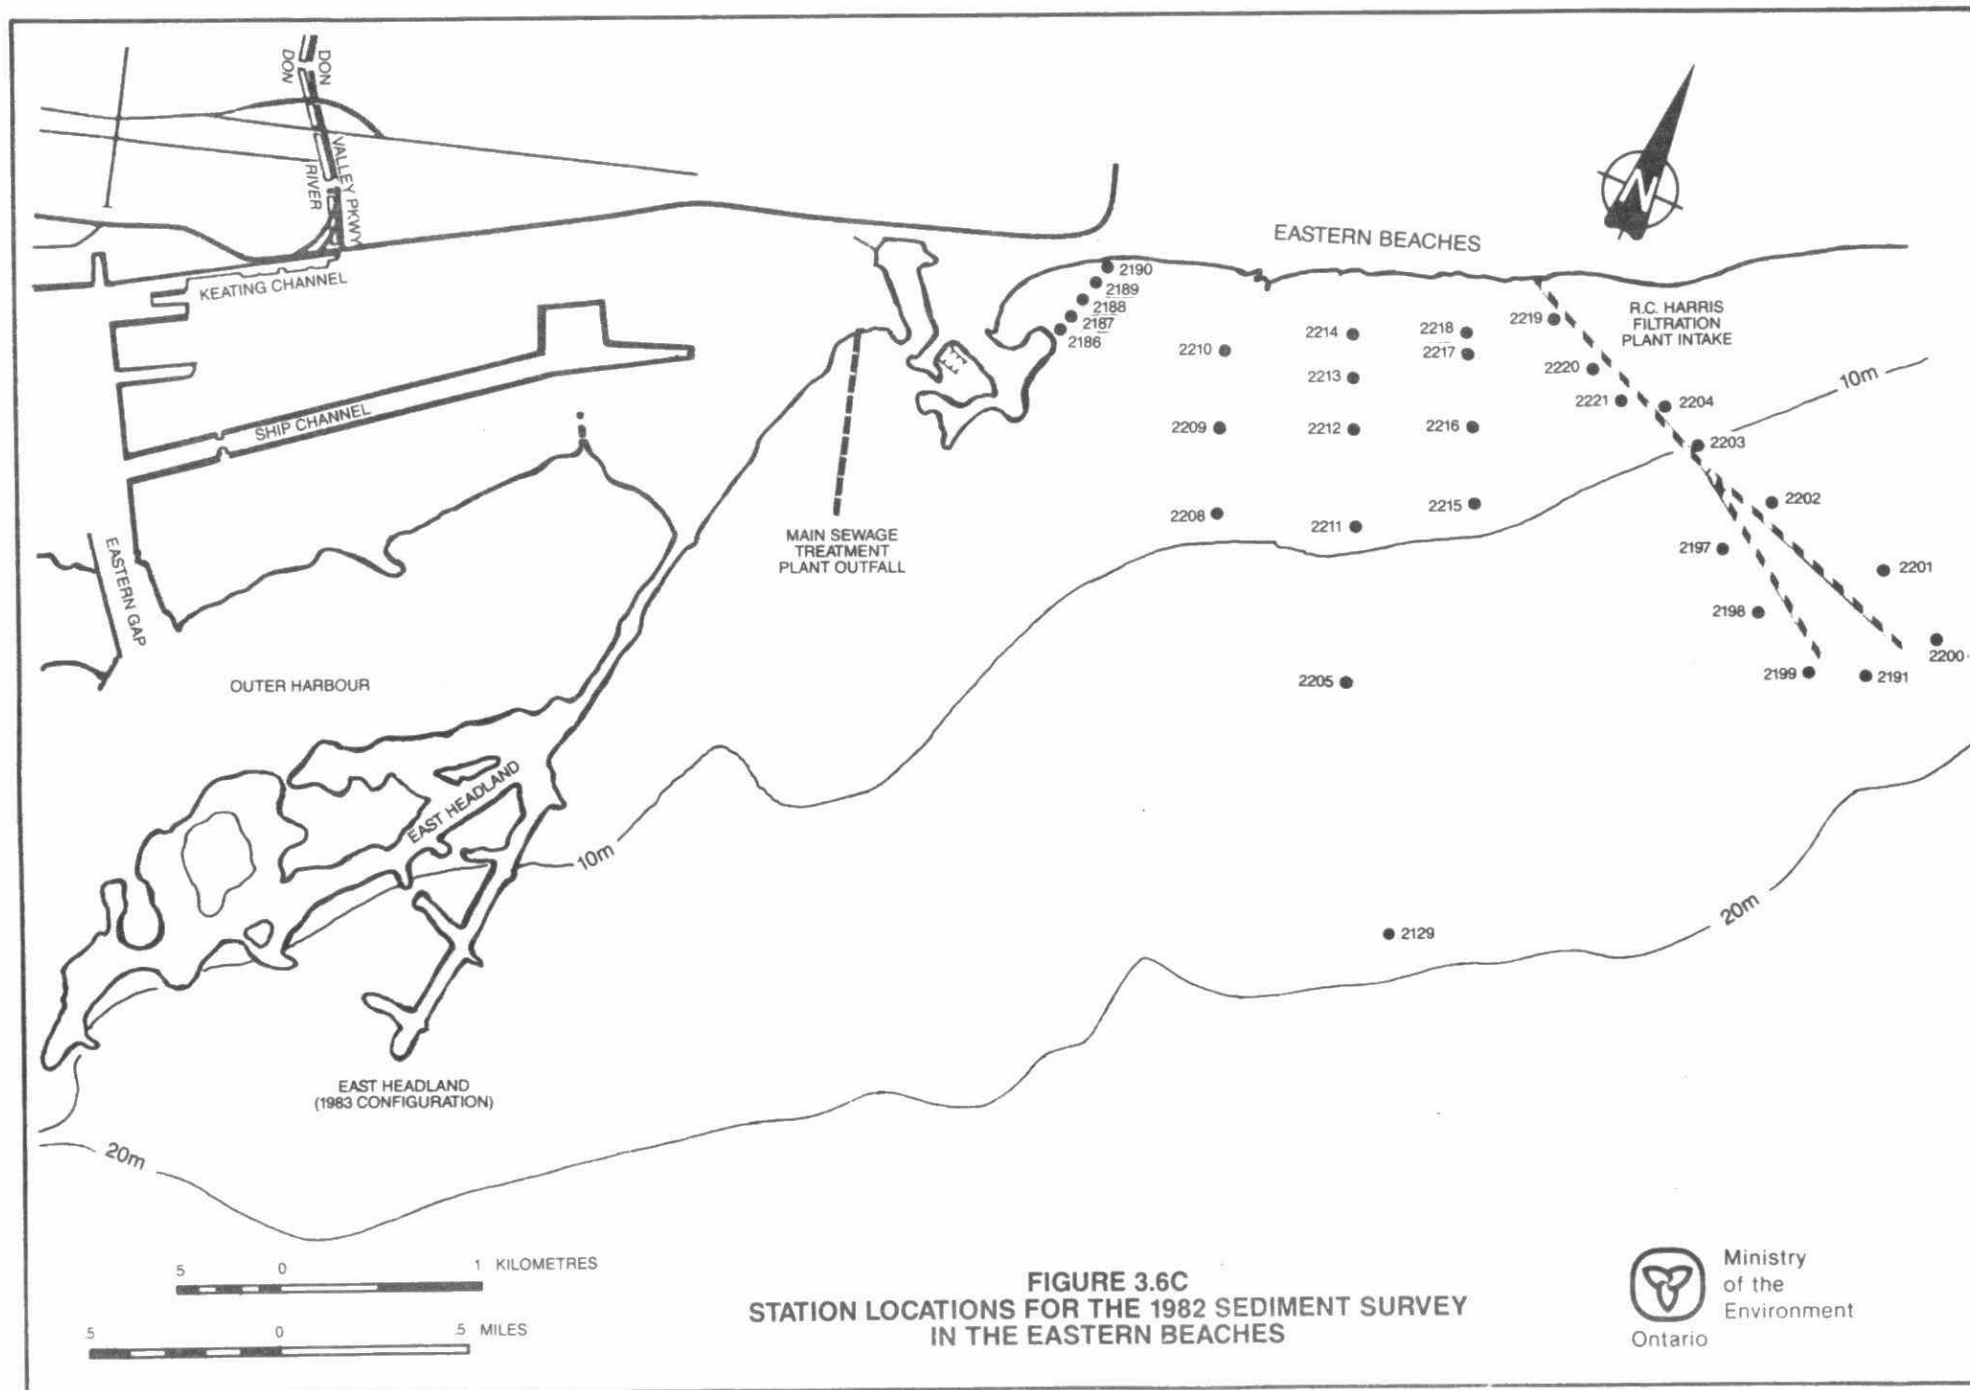 DON
DON
VALLEY PKWY
RIVER
N
EASTERN BEACHES
KEATING CHANNEL
2190
2189
2188
2187
2186
2219
R.C. HARRIS
FILTRATION
PLANT INTAKE
2214
2218
2210
2217
2220
2213
10m
2221
2204
SHIP CHANNEL
2209
2212
2216
2203
2208
2211
2215
2202
MAIN SEWAGE
TREATMENT
PLANT OUTFALL
EASTERN GAP
2197
2201
2198
2200
2199
2191
OUTER HARBOUR
2205
EAST HEADLAND
10m
20m
2129
EAST HEADLAND
(1983 CONFIGURATION)
20m
5 0 1 KILOMETRES
.5 0 .5 MILES
FIGURE 3.6C
STATION LOCATIONS FOR THE 1982 SEDIMENT SURVEY
IN THE EASTERN BEACHES
Ministry
of the
Environment
Ontario